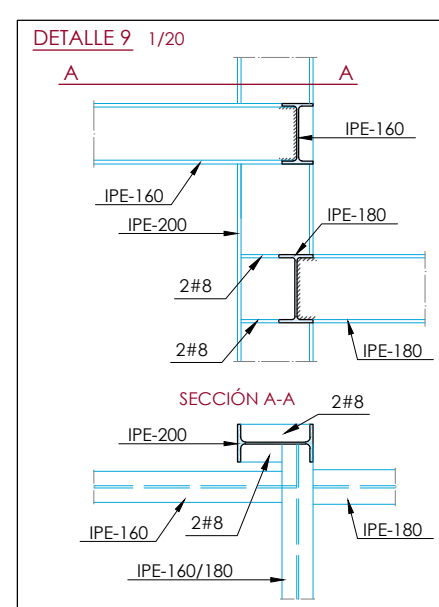 DETALLE 9 1/20
A A
IPE-160
IPE-160
IPE-180
IPE-200
2#8
2#8
IPE-180
SECCIÓN A-A
2#8
IPE-200
2#8
IPE-160
IPE-180
IPE-160/180